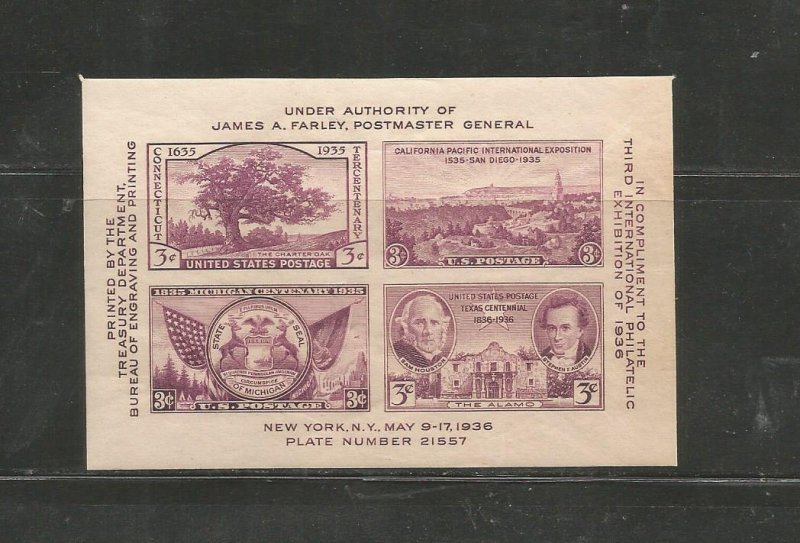 UNDER AUTHORITY OF
JAMES A. FARLEY, POSTMASTER GENERAL
PRINTED BY THE
TREASURY DEPARTMENT,
BUREAU OF ENGRAVING AND PRINTING
1635 1935
CONNECTICUT
TERCENTENARY
THE CHARTER OAK
3¢ 3¢
UNITED STATES POSTAGE
CALIFORNIA PACIFIC INTERNATIONAL EXPOSITION
1535-SAN DIEGO-1935
3¢ 3¢
U.S. POSTAGE
1835 MICHIGAN CENTENARY 1935
STATE SEAL
OF MICHIGAN
3¢ 3¢
U.S. POSTAGE
UNITED STATES POSTAGE
TEXAS CENTENNIAL
1836-1936
SAM HOUSTON
STEPHEN F. AUSTIN
3¢ 3¢
THE ALAMO
IN COMPLIMENT TO THE
THIRD INTERNATIONAL PHILATELIC
EXHIBITION OF 1936
NEW YORK, N.Y., MAY 9-17, 1936
PLATE NUMBER 21557